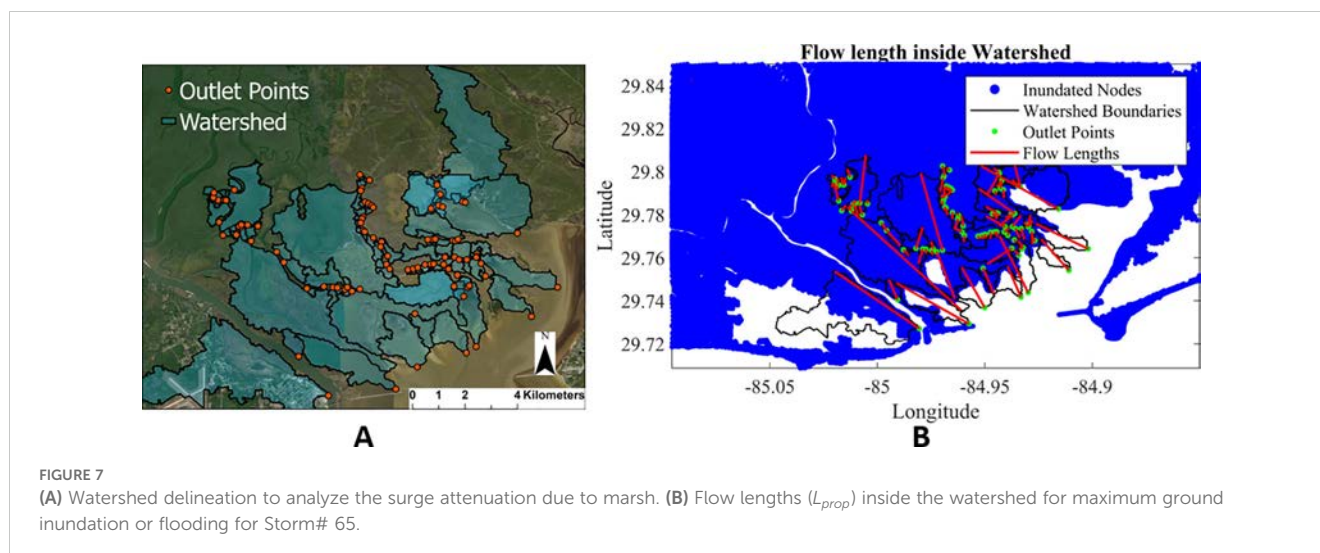 Outlet Points
Watershed
N
0 1 2 4 Kilometers
A
Flow length inside Watershed
Inundated Nodes
Watershed Boundaries
Outlet Points
Flow Lengths
29.84
29.82
29.8
29.78
29.76
29.74
29.72
Latitude
-85.05 -85 -84.95 -84.9
Longitude
B
FIGURE 7
(A) Watershed delineation to analyze the surge attenuation due to marsh. (B) Flow lengths (Lprop) inside the watershed for maximum ground
inundation or flooding for Storm# 65.